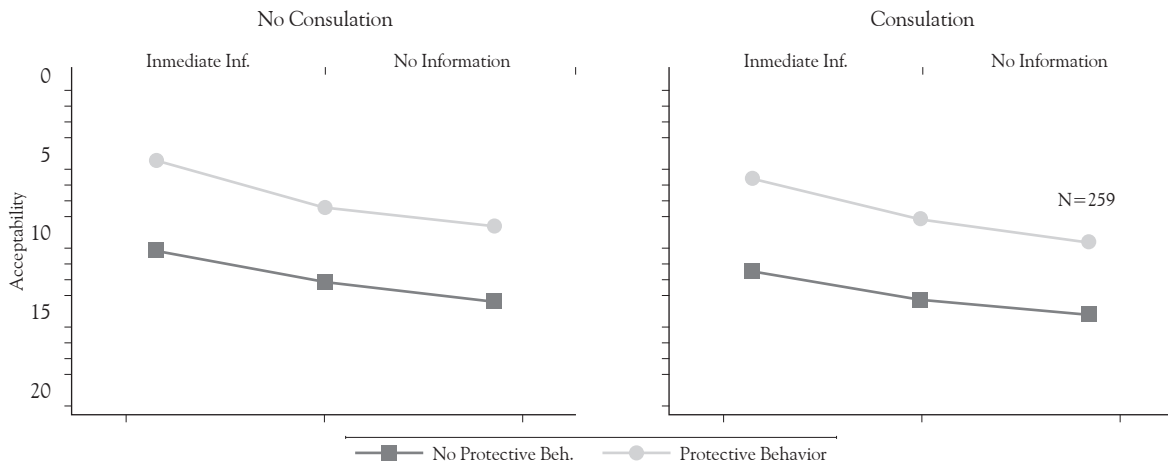 No Consulation
Consulation
Inmediate Inf.
No Information
Inmediate Inf.
No Information
0
5
10
15
20
Acceptability
N=259
No Protective Beh.
Protective Behavior